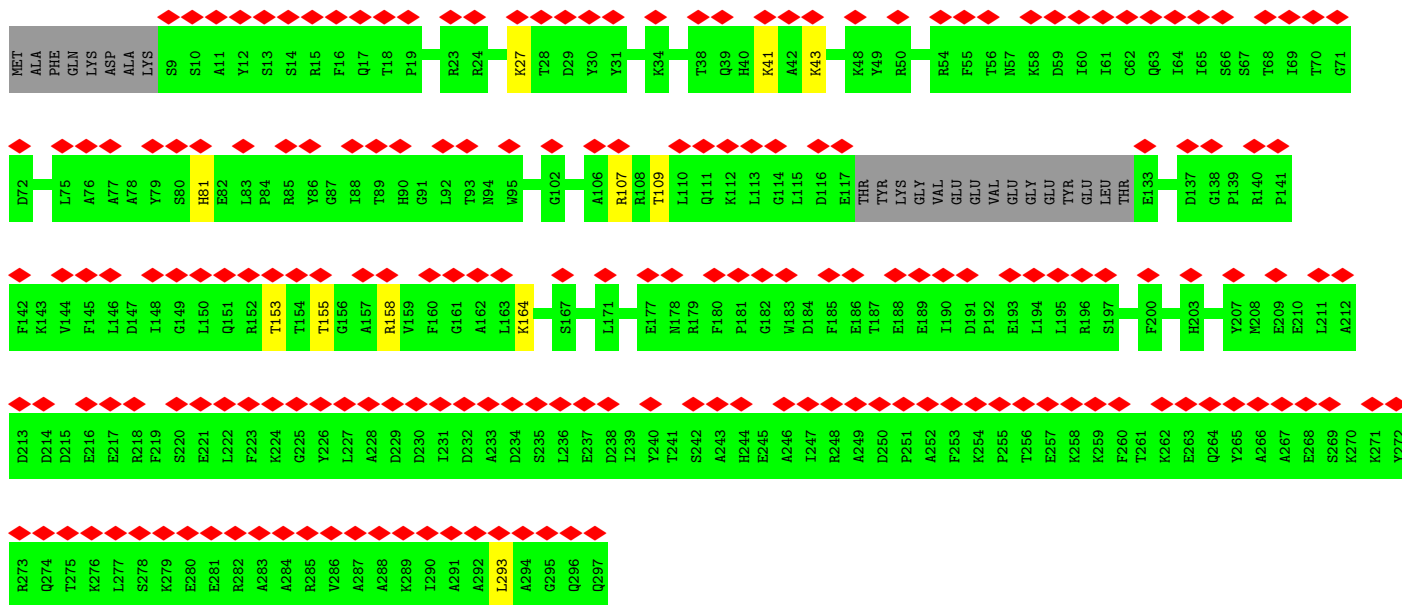 MET ALA PHE GLN LYS ASP ALA LYS S9 S10 A11 Y12 S13 S14 R15 F16 Q17 T18 P19 R23 R24 K27 T28 D29 Y30 Y31 K34 T38 Q39 H40 K41 A42 K43 K48 Y49 R50 R54 F55 T56 N57 K58 D59 I60 I61 C62 Q63 I64 I65 S66 S67 T68 I69 T70 G71
D72 L75 A76 A77 A78 Y79 S80 H81 E82 L83 P84 R85 Y86 G87 I88 T89 H90 G91 L92 T93 N94 W95 G102 A106 R107 R108 T109 L110 Q111 K112 L113 G114 L115 D116 E117 THR TYR LYS GLY VAL GLU GLU VAL GLU GLY GLU TYR GLU LEU THR E133 D137 G138 P139 R140 P141
F142 K143 V144 F145 L146 D147 I148 G149 L150 Q151 R152 T153 T154 T155 G156 A157 R158 V159 F160 G161 A162 L163 K164 S167 L171 E177 N178 R179 F180 P181 G182 W183 D184 F185 E186 T187 E188 E189 I190 D191 P192 E193 L194 L195 R196 S197 F200 H203 Y207 M208 E209 E210 L211 A212
D213 D214 D215 E216 E217 R218 F219 S220 E221 L222 F223 K224 G225 Y226 L227 A228 D229 D230 I231 D232 A233 D234 S235 L236 E237 D238 I239 Y240 T241 S242 A243 H244 E245 A246 I247 R248 A249 D250 P251 A252 F253 K254 P255 T256 E257 K258 K259 F260 T261 K262 E263 Q264 Y265 A266 A267 E268 S269 K270 K271 Y272
R273 Q274 T275 K276 L277 S278 K279 E280 E281 R282 A283 A284 R285 V286 A287 A288 K289 I290 A291 A292 L293 A294 G295 Q296 Q297